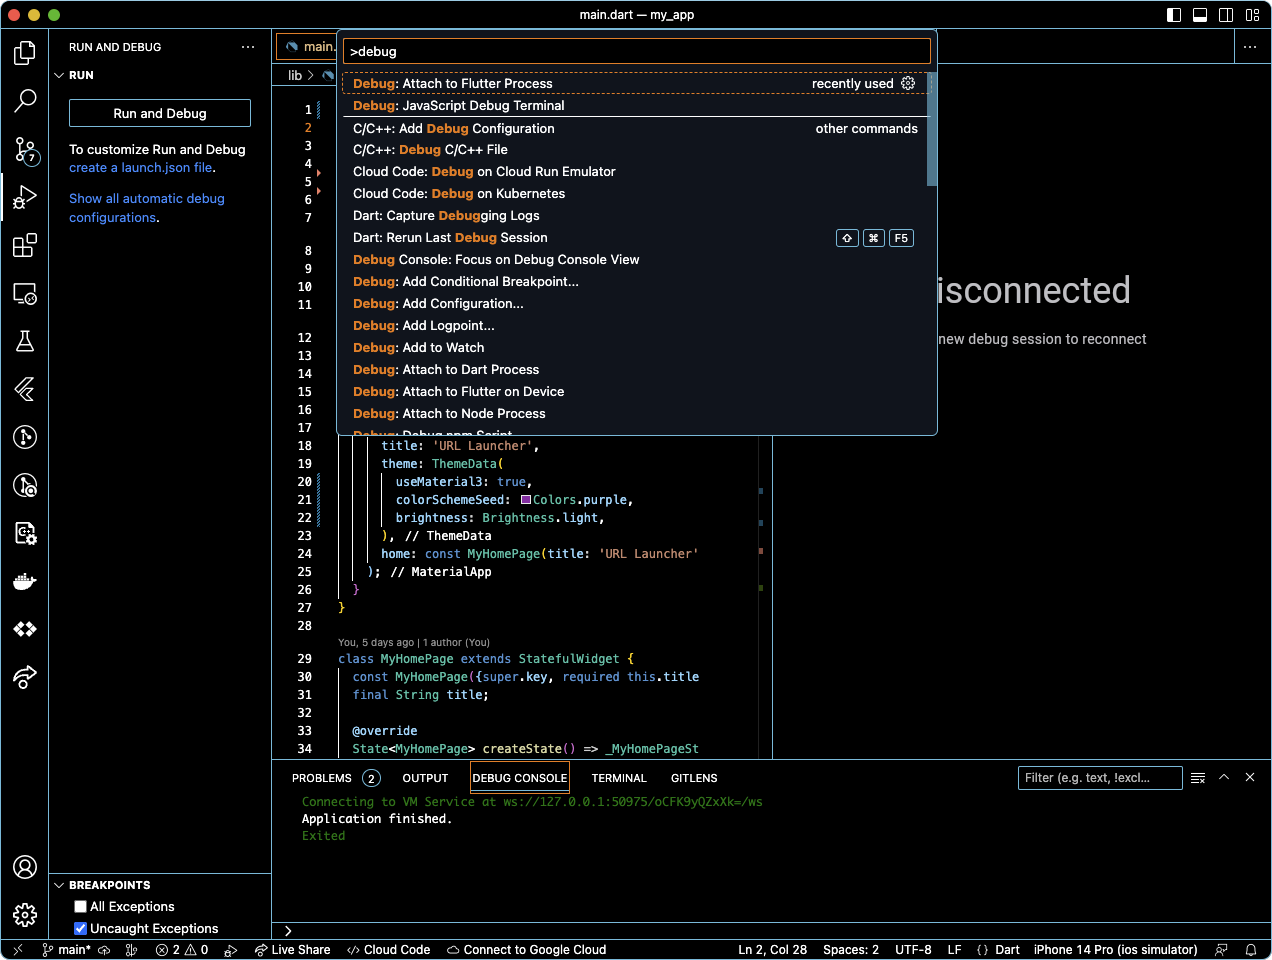 main.dart — my_app
RUN AND DEBUG
RUN
Run and Debug
To customize Run and Debug
create a launch.json file.
Show all automatic debug
configurations.
7
main.
lib >
>debug
Debug: Attach to Flutter Process recently used
Debug: JavaScript Debug Terminal
C/C++: Add Debug Configuration other commands
C/C++: Debug C/C++ File
Cloud Code: Debug on Cloud Run Emulator
Cloud Code: Debug on Kubernetes
Dart: Capture Debugging Logs
Dart: Rerun Last Debug Session ⇧ ⌘ F5
Debug Console: Focus on Debug Console View
Debug: Add Conditional Breakpoint...
Debug: Add Configuration...
Debug: Add Logpoint...
Debug: Add to Watch
Debug: Attach to Dart Process
Debug: Attach to Flutter on Device
Debug: Attach to Node Process
Debug: Debug npm Script
isconnected
new debug session to reconnect
1
2
3
4
5
6
7
8
9
10
11
12
13
14
15
16
17
18 title: 'URL Launcher',
19 theme: ThemeData(
20 useMaterial3: true,
21 colorSchemeSeed: Colors.purple,
22 brightness: Brightness.light,
23 ), // ThemeData
24 home: const MyHomePage(title: 'URL Launcher'
25 ); // MaterialApp
26 }
27 }
28
You, 5 days ago | 1 author (You)
29 class MyHomePage extends StatefulWidget {
30 const MyHomePage({super.key, required this.title
31 final String title;
32
33 @override
34 State<MyHomePage> createState() => _MyHomePageSt
PROBLEMS 2 OUTPUT DEBUG CONSOLE TERMINAL GITLENS Filter (e.g. text, !excl...
Connecting to VM Service at ws://127.0.0.1:50975/oCFK9yQZxXk=/ws
Application finished.
Exited
>
BREAKPOINTS
All Exceptions
Uncaught Exceptions
main* 2 0 Live Share Cloud Code Connect to Google Cloud Ln 2, Col 28 Spaces: 2 UTF-8 LF {} Dart iPhone 14 Pro (ios simulator)